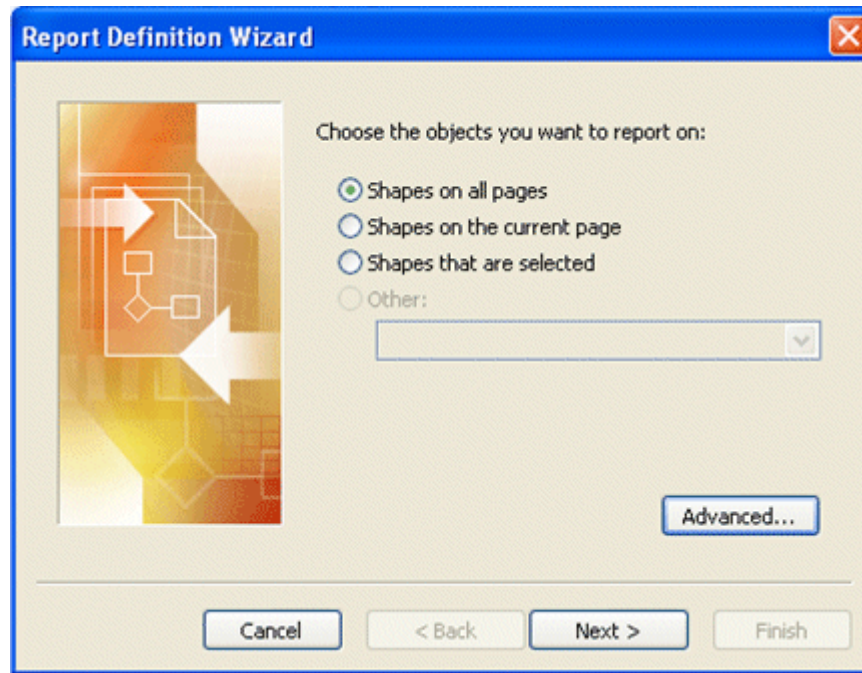 Report Definition Wizard
Choose the objects you want to report on:
Shapes on all pages
Shapes on the current page
Shapes that are selected
Other:
Advanced...
Cancel
< Back
Next >
Finish